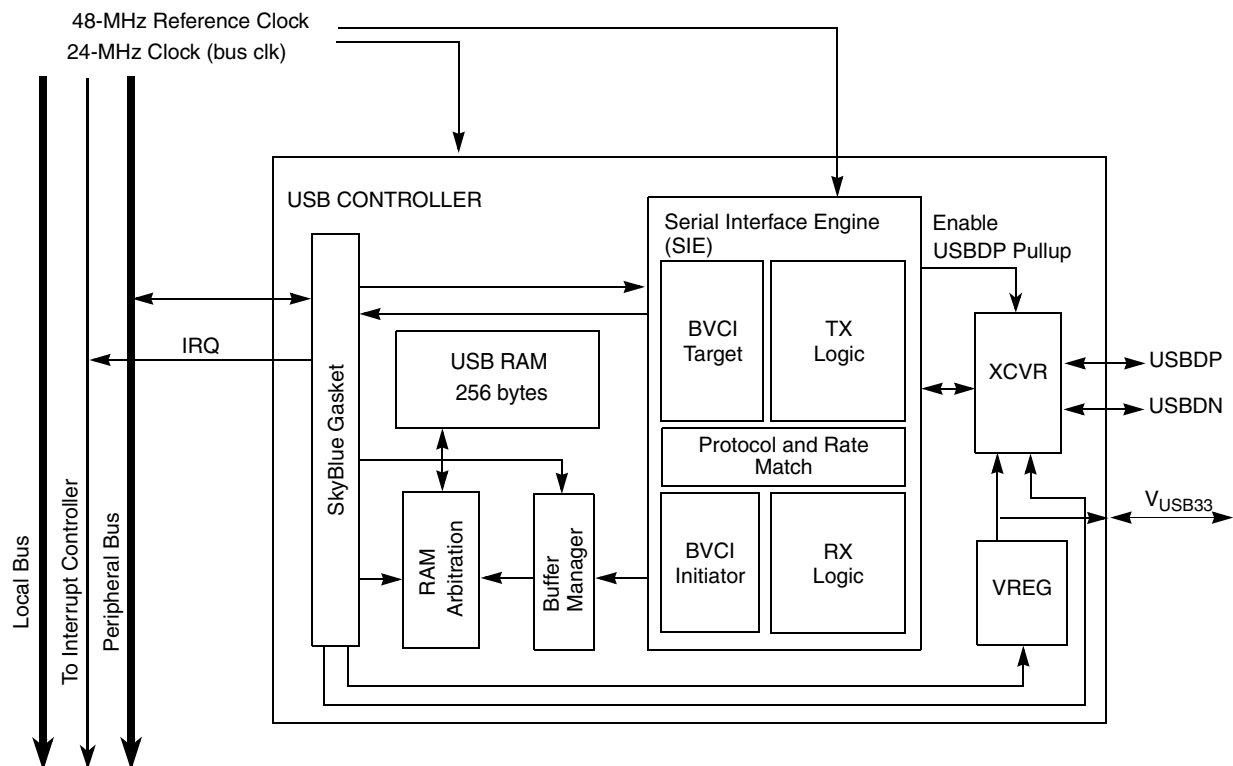 48-MHz Reference Clock
24-MHz Clock (bus clk)
USB CONTROLLER
Serial Interface Engine
(SIE)
Enable
USBDP Pullup
BVCI
Target
TX
Logic
XCVR
USBDP
USBDN
IRQ
USB RAM
256 bytes
SkyBlue Gasket
Protocol and Rate
Match
RAM
Arbitration
Buffer
Manager
BVCI
Initiator
RX
Logic
VREG
VUSB33
Local Bus
To Interrupt Controller
Peripheral Bus